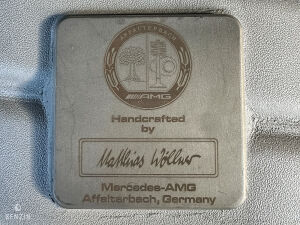 AFFALTERBACH
AMG
Handcrafted
by
Matthias Wöllner
Mercedes-AMG
Affalterbach, Germany
BENZIN